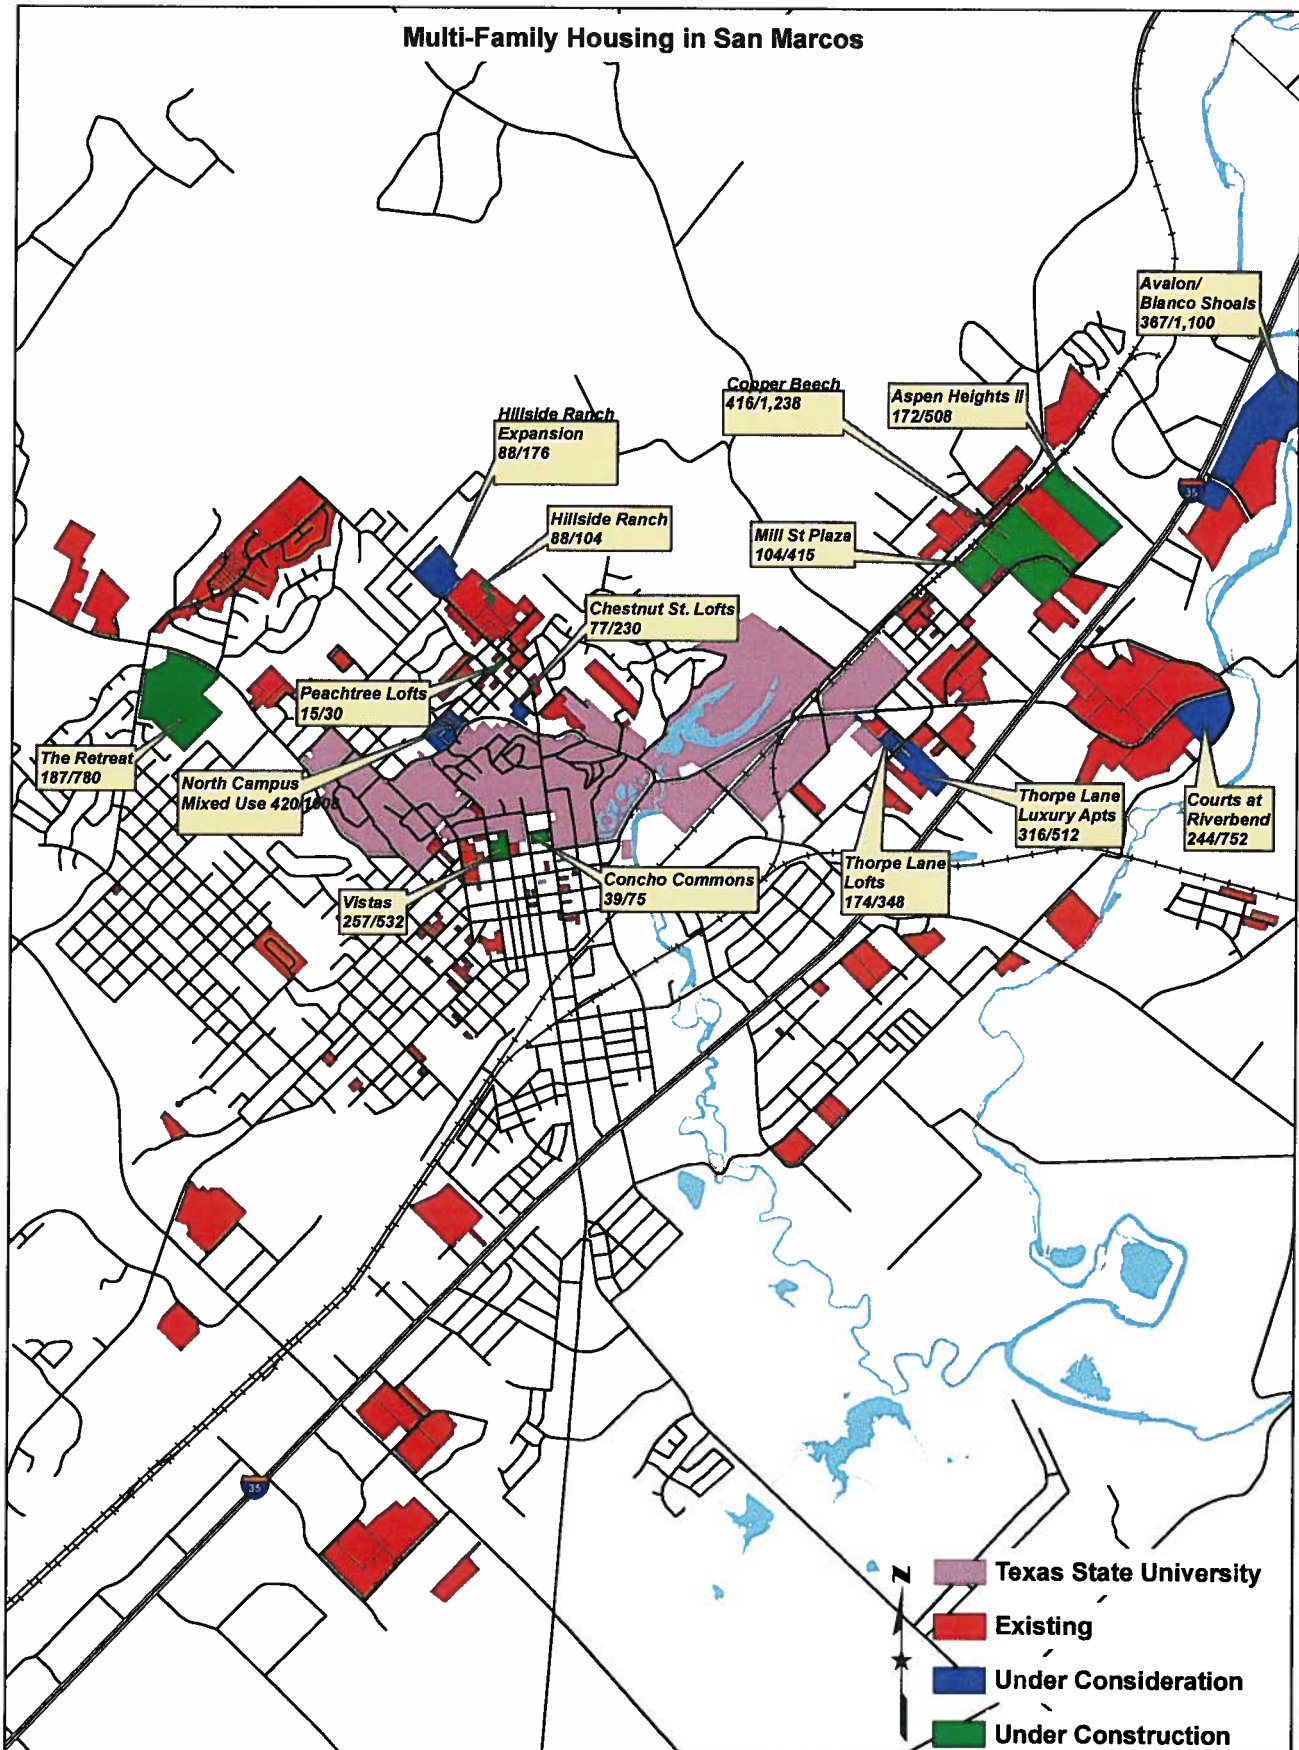 Multi-Family Housing in San Marcos
Avalon/
Blanco Shoals
367/1,100
Copper Beech
416/1,238
Aspen Heights II
172/508
Hillside Ranch
Expansion
88/176
Hillside Ranch
88/104
Mill St Plaza
104/415
35
Chestnut St. Lofts
77/230
Peachtree Lofts
15/30
The Retreat
187/780
North Campus
Mixed Use 420/1008
Thorpe Lane
Luxury Apts
316/512
Courts at
Riverbend
244/752
Thorpe Lane
Lofts
174/348
Concho Commons
39/75
Vistas
257/532
35
N
Texas State University
Existing
Under Consideration
Under Construction